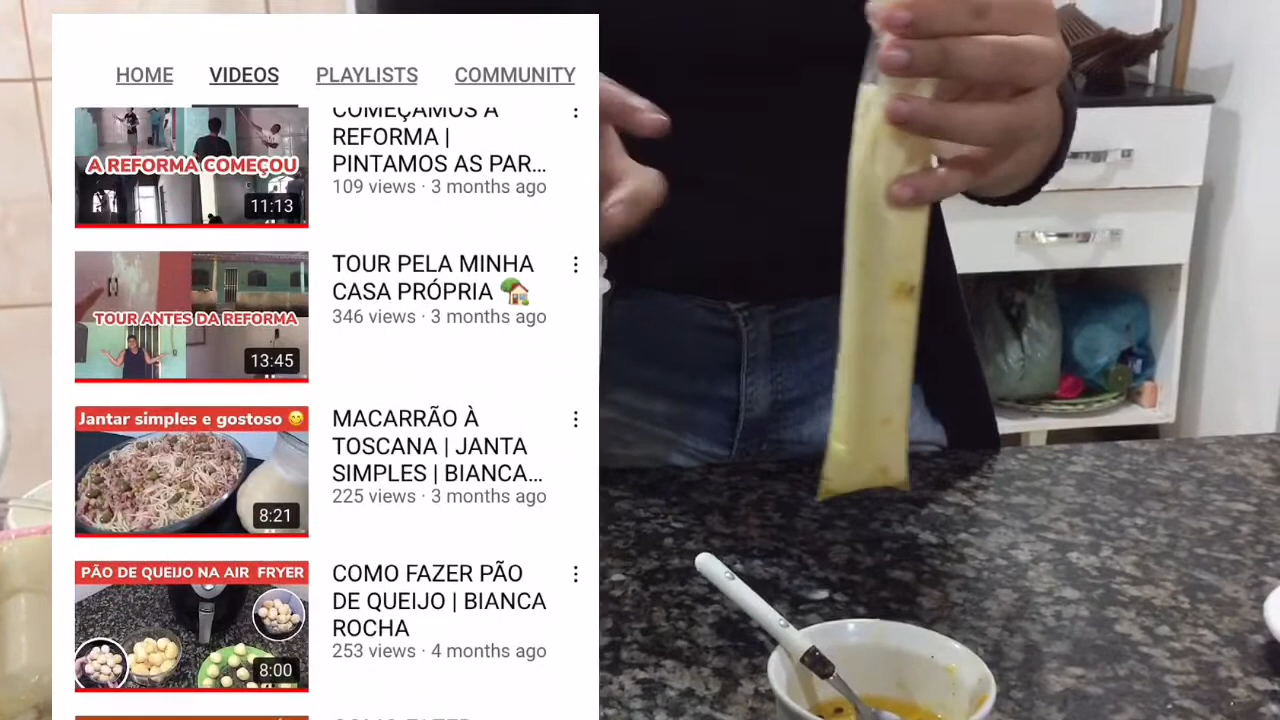 HOME VIDEOS PLAYLISTS COMMUNITY
A REFORMA COMEÇOU
11:13
COMEÇAMOS A
REFORMA |
PINTAMOS AS PAR...
109 views · 3 months ago
TOUR ANTES DA REFORMA
13:45
TOUR PELA MINHA
CASA PRÓPRIA 🏡
346 views · 3 months ago
Jantar simples e gostoso 😋
8:21
MACARRÃO À
TOSCANA | JANTA
SIMPLES | BIANCA...
225 views · 3 months ago
PÃO DE QUEIJO NA AIR FRYER
8:00
COMO FAZER PÃO
DE QUEIJO | BIANCA
ROCHA
253 views · 4 months ago